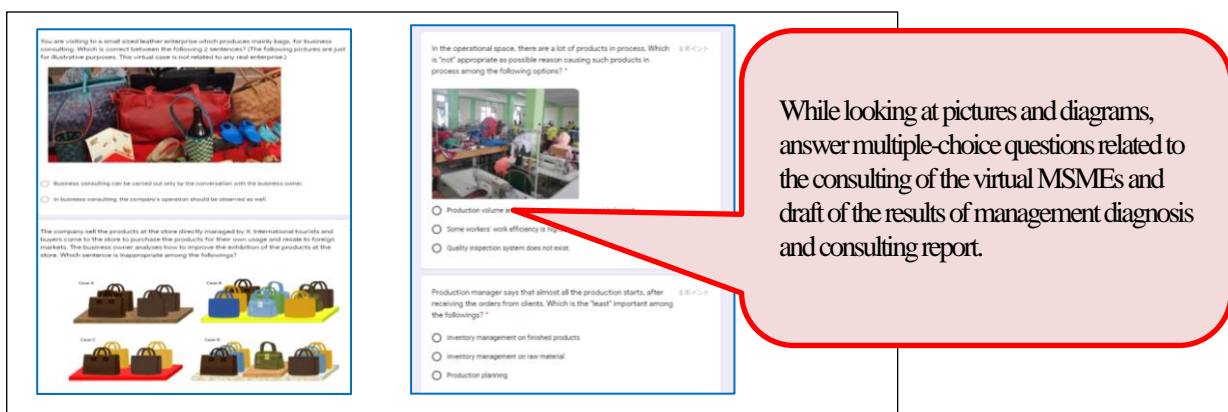 You are visiting to a small sized leather enterprise which produces mainly bags, for business
consulting. Which is correct between the following 2 sentences? (The following pictures are just
for illustrative purposes. This virtual case is not related to any real enterprise.)
Business consulting can be carried out only by the conversation with the business owner.
In business consulting, the company's operation should be observed as well.
The company sell the products at the store directly managed by it. International tourists and
buyers come to the store to purchase the products for their own usage and resale to foreign
markets. The business owner analyses how to improve the exhibition of the products at the
store. Which sentence is inappropriate among the followings?
Case A
Case B
Case C
Case D
In the operational space, there are a lot of products in process. Which
is "not" appropriate as possible reason causing such products in
process among the following options? *
Production volume
Some workers' work efficiency is
Quality inspection system does not exist.
Production manager says that almost all the production starts, after
receiving the orders from clients. Which is the "least" important among
the followings? *
Inventory management on finished products
Inventory management on raw material
Production planning
While looking at pictures and diagrams,
answer multiple-choice questions related to
the consulting of the virtual MSMEs and
draft of the results of management diagnosis
and consulting report.